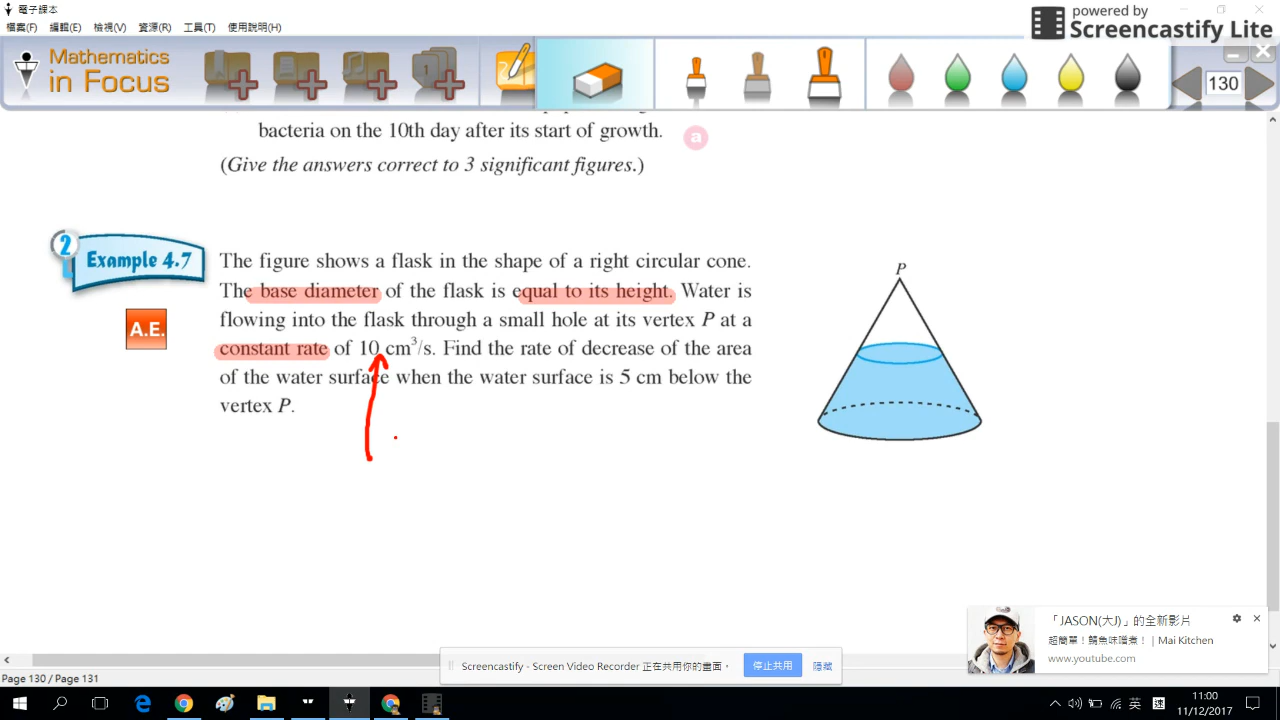 電子課本
檔案(F) 編輯(E) 檢視(V) 資源(R) 工具(T) 使用說明(H)
powered by
Screencastify Lite
Mathematics
in Focus
1
130
bacteria on the 10th day after its start of growth.
a
(Give the answers correct to 3 significant figures.)
2
Example 4.7
A.E.
The figure shows a flask in the shape of a right circular cone.
The base diameter of the flask is equal to its height. Water is
flowing into the flask through a small hole at its vertex P at a
constant rate of 10 cm³/s. Find the rate of decrease of the area
of the water surface when the water surface is 5 cm below the
vertex P.
P
「JASON(大J)」的全新影片
超簡單！鯛魚味噌煮！ | Mai Kitchen
www.youtube.com
Screencastify - Screen Video Recorder 正在共用你的畫面。
停止共用
隱藏
Page 130 / Page 131
英
11:00
11/12/2017